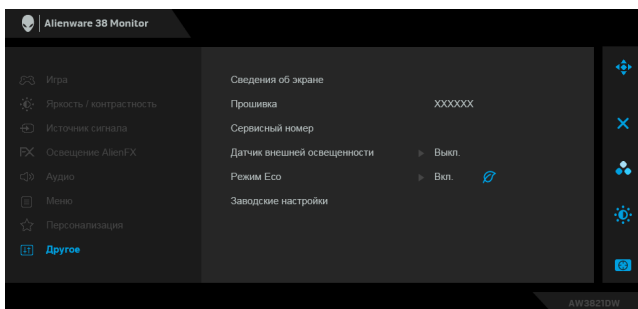 Alienware 38 Monitor
Игра
Яркость / контрастность
Источник сигнала
FX Освещение AlienFX
Аудио
Меню
Персонализация
Другое
Сведения об экране
Прошивка XXXXXX
Сервисный номер
Датчик внешней освещенности Выкл.
Режим Eco Вкл.
Заводские настройки
AW3821DW